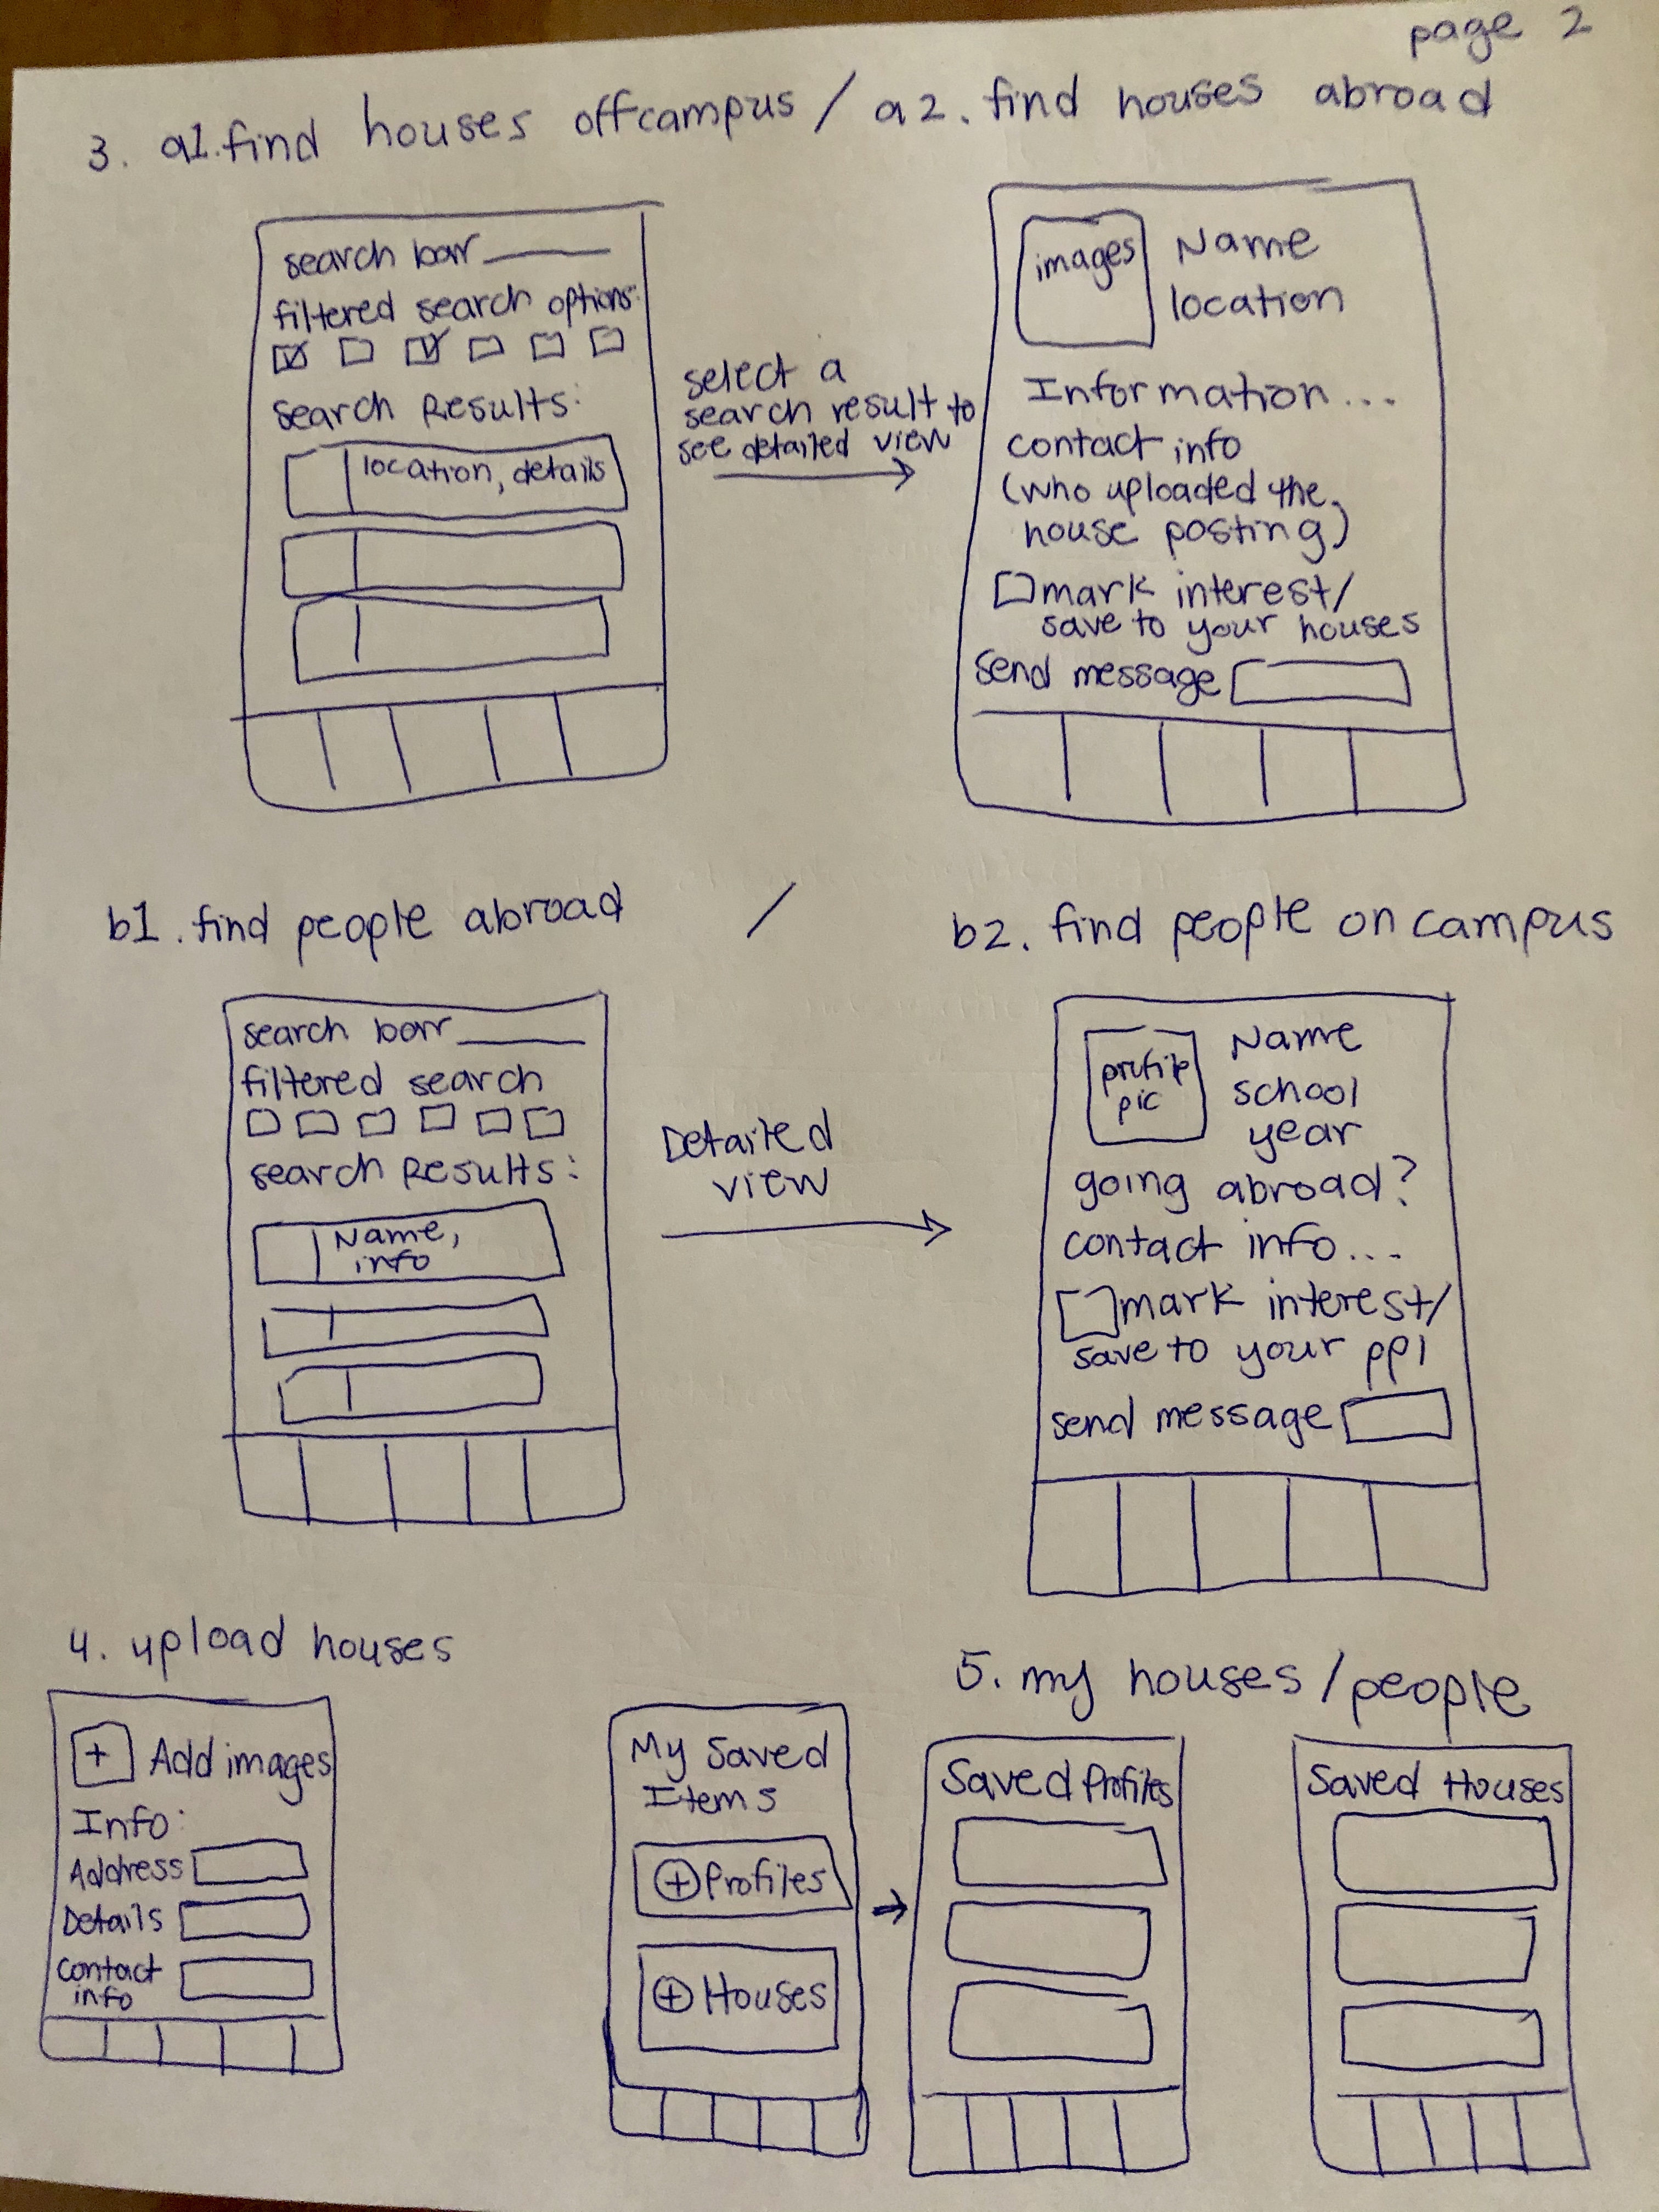 page 2
3. a1. find houses offcampus / a2. find houses abroad
search bar
filtered search options:
Search Results:
location, details
select a
search result to
see detailed view
images
Name
location
Information...
contact info
(who uploaded the
house posting)
mark interest/
save to your houses
Send message
b1. find people abroad /
b2. find people on campus
search bar
filtered search
search Results:
Name,
info
Detailed
view
profile
pic
Name
school
year
going abroad?
contact info...
mark interest/
save to your ppl
send message
4. upload houses
+ Add images
Info:
Address
Details
contact
info
5. my houses/people
My Saved
Items
+ Profiles
+ Houses
Saved Profiles
Saved Houses